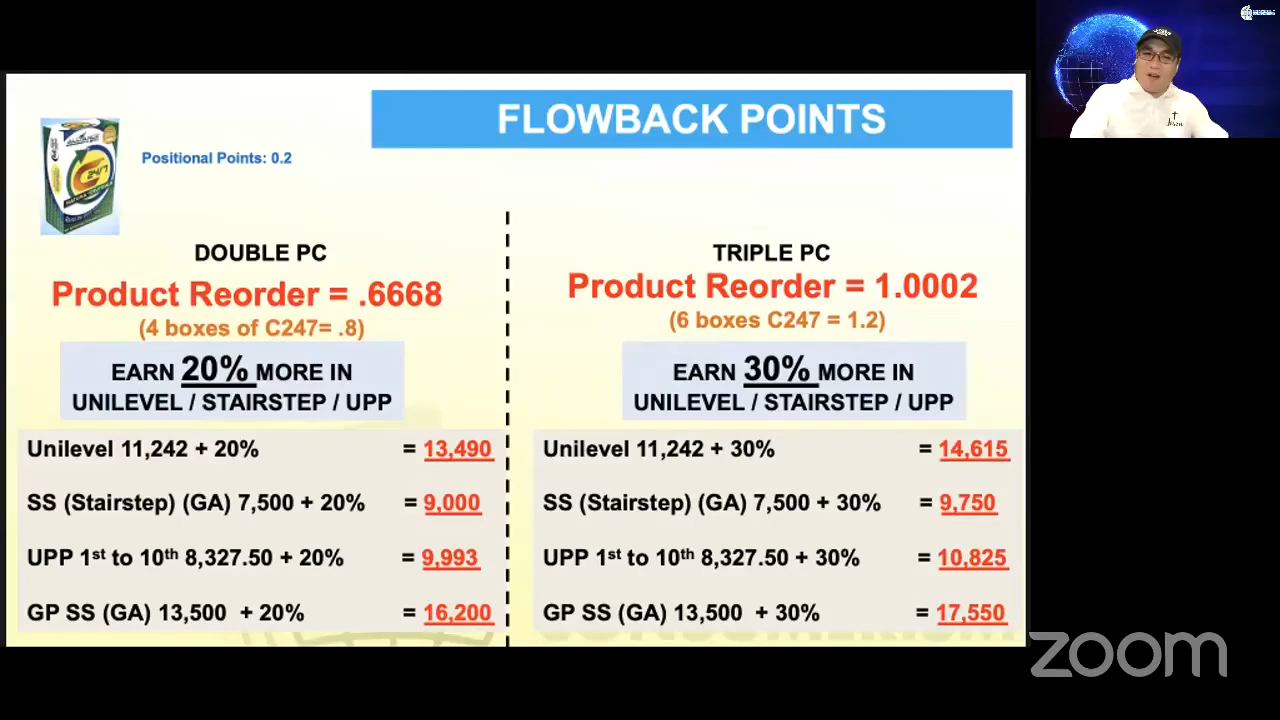 FLOWBACK POINTS
Positional Points: 0.2
C24/7
DOUBLE PC
Product Reorder = .6668
(4 boxes of C247= .8)
EARN 20% MORE IN
UNILEVEL / STAIRSTEP / UPP
Unilevel 11,242 + 20% = 13,490
SS (Stairstep) (GA) 7,500 + 20% = 9,000
UPP 1st to 10th 8,327.50 + 20% = 9,993
GP SS (GA) 13,500 + 20% = 16,200
TRIPLE PC
Product Reorder = 1.0002
(6 boxes C247 = 1.2)
EARN 30% MORE IN
UNILEVEL / STAIRSTEP / UPP
Unilevel 11,242 + 30% = 14,615
SS (Stairstep) (GA) 7,500 + 30% = 9,750
UPP 1st to 10th 8,327.50 + 30% = 10,825
GP SS (GA) 13,500 + 30% = 17,550
zoom